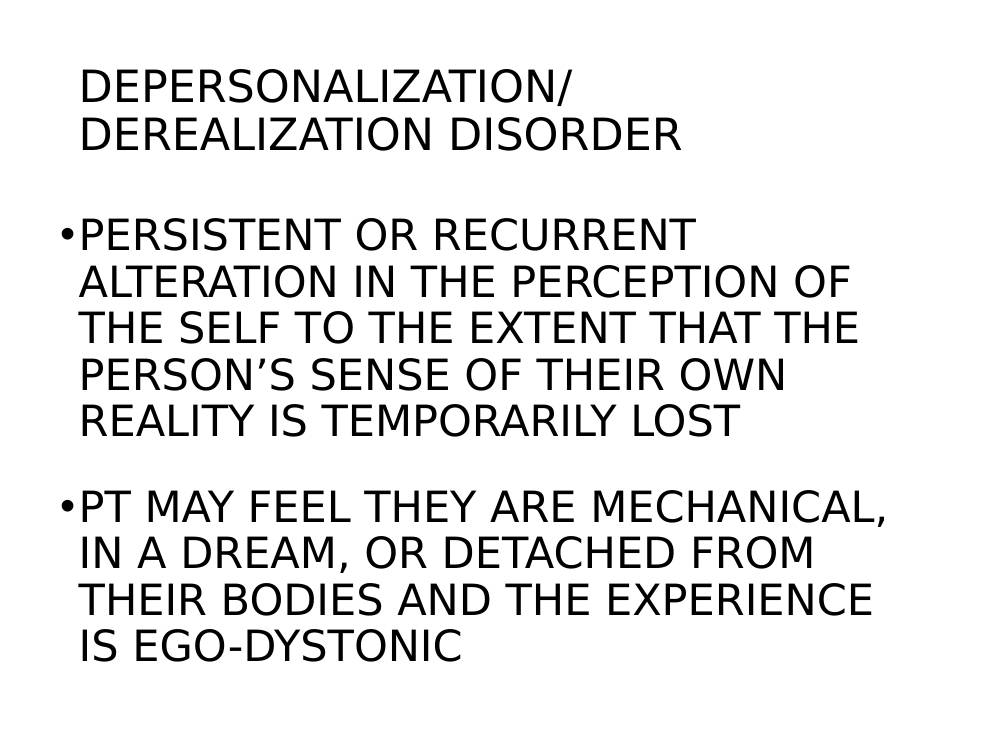 DEPERSONALIZATION/
DEREALIZATION DISORDER
•PERSISTENT OR RECURRENT
ALTERATION IN THE PERCEPTION OF
THE SELF TO THE EXTENT THAT THE
PERSON’S SENSE OF THEIR OWN
REALITY IS TEMPORARILY LOST
•PT MAY FEEL THEY ARE MECHANICAL,
IN A DREAM, OR DETACHED FROM
THEIR BODIES AND THE EXPERIENCE
IS EGO-DYSTONIC